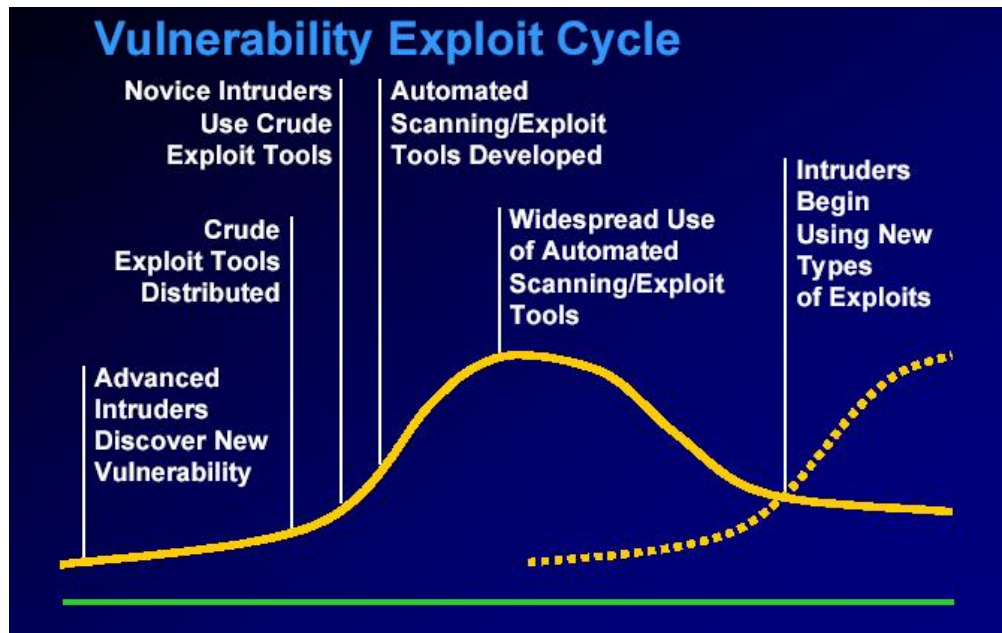 Vulnerability Exploit Cycle
Advanced
Intruders
Discover New
Vulnerability
Crude
Exploit Tools
Distributed
Novice Intruders
Use Crude
Exploit Tools
Automated
Scanning/Exploit
Tools Developed
Widespread Use
of Automated
Scanning/Exploit
Tools
Intruders
Begin
Using New
Types
of Exploits